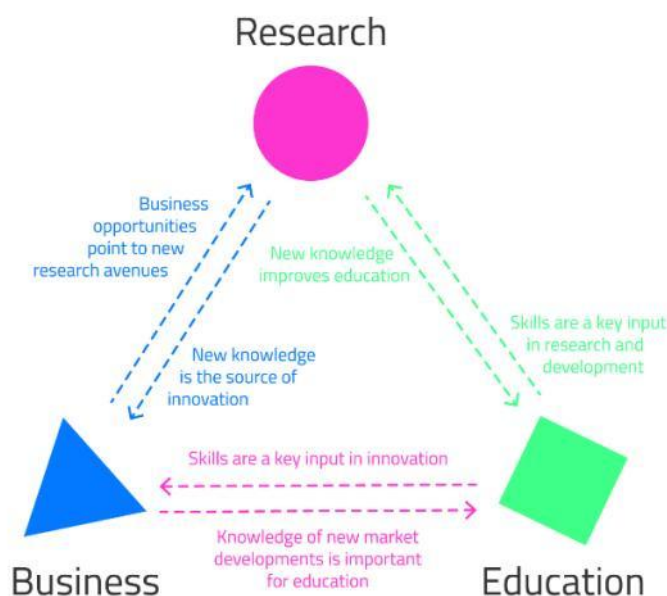 Research
Business
opportunities
point to new
research avenues
New knowledge
improves education
Skills are a key input
in research and
development
New knowledge
is the source of
innovation
Skills are a key input in innovation
Knowledge of new market
developments is important
for education
Business
Education